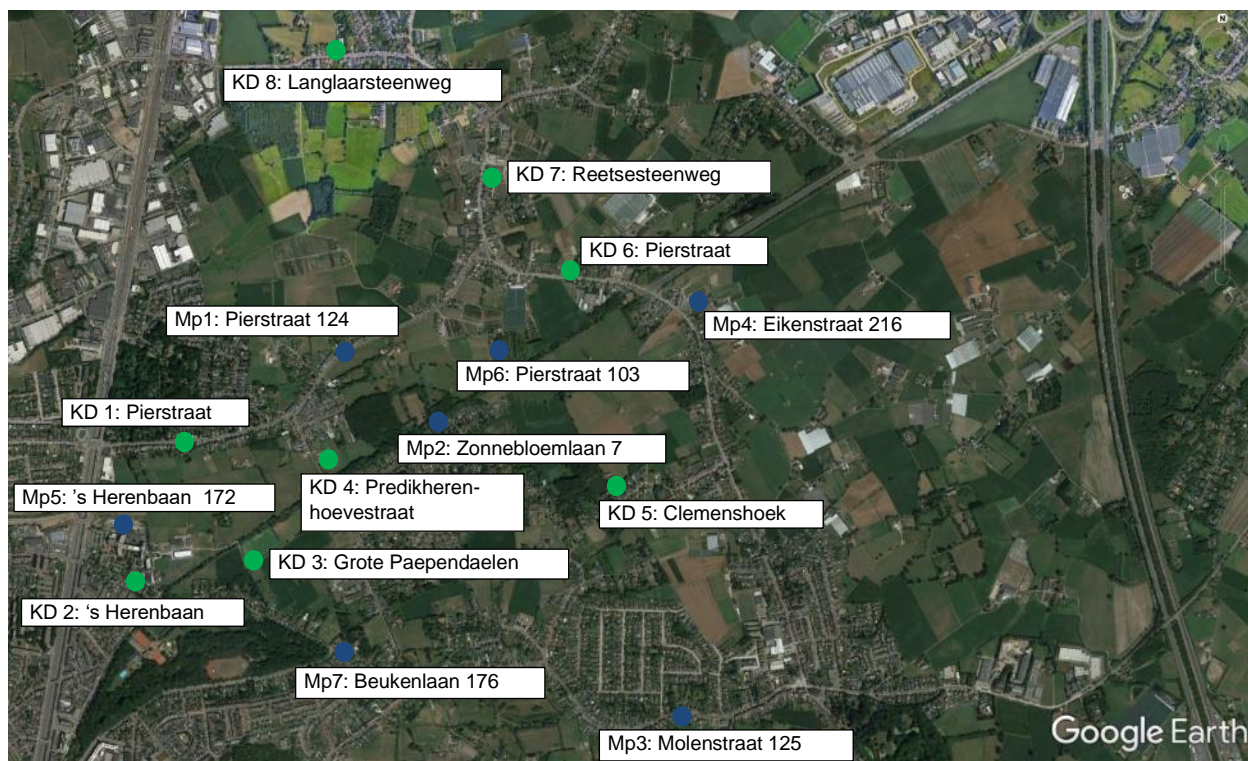 N
KD 8: Langlaarsteenweg
KD 7: Reetsesteenweg
KD 6: Pierstraat
Mp1: Pierstraat 124
Mp4: Eikenstraat 216
Mp6: Pierstraat 103
KD 1: Pierstraat
Mp2: Zonnebloemlaan 7
KD 4: Predikheren-
hoevestraat
Mp5: ’s Herenbaan 172
KD 5: Clemenshoek
KD 3: Grote Paependaelen
KD 2: ‘s Herenbaan
Mp7: Beukenlaan 176
Mp3: Molenstraat 125
Google Earth